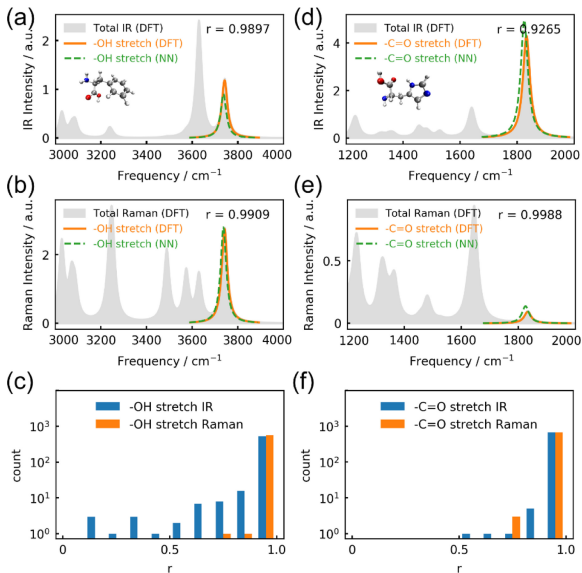 (a)
Total IR (DFT)
-OH stretch (DFT)
-OH stretch (NN)
r = 0.9897
IR Intensity / a.u.
0
1
2
3000 3200 3400 3600 3800 4000
Frequency / cm⁻¹
(d)
Total IR (DFT)
-C=O stretch (DFT)
-C=O stretch (NN)
r = 0.9265
IR Intensity / a.u.
0
2
4
1200 1400 1600 1800 2000
Frequency / cm⁻¹
(b)
Total Raman (DFT)
-OH stretch (DFT)
-OH stretch (NN)
r = 0.9909
Raman Intensity / a.u.
0
2
3000 3200 3400 3600 3800 4000
Frequency / cm⁻¹
(e)
Total Raman (DFT)
-C=O stretch (DFT)
-C=O stretch (NN)
r = 0.9988
Raman Intensity / a.u.
0.0
0.5
1200 1400 1600 1800 2000
Frequency / cm⁻¹
(c)
-OH stretch IR
-OH stretch Raman
count
10³
10²
10¹
10⁰
0 0.5 1.0
r
(f)
-C=O stretch IR
-C=O stretch Raman
count
10³
10²
10¹
10⁰
0 0.5 1.0
r